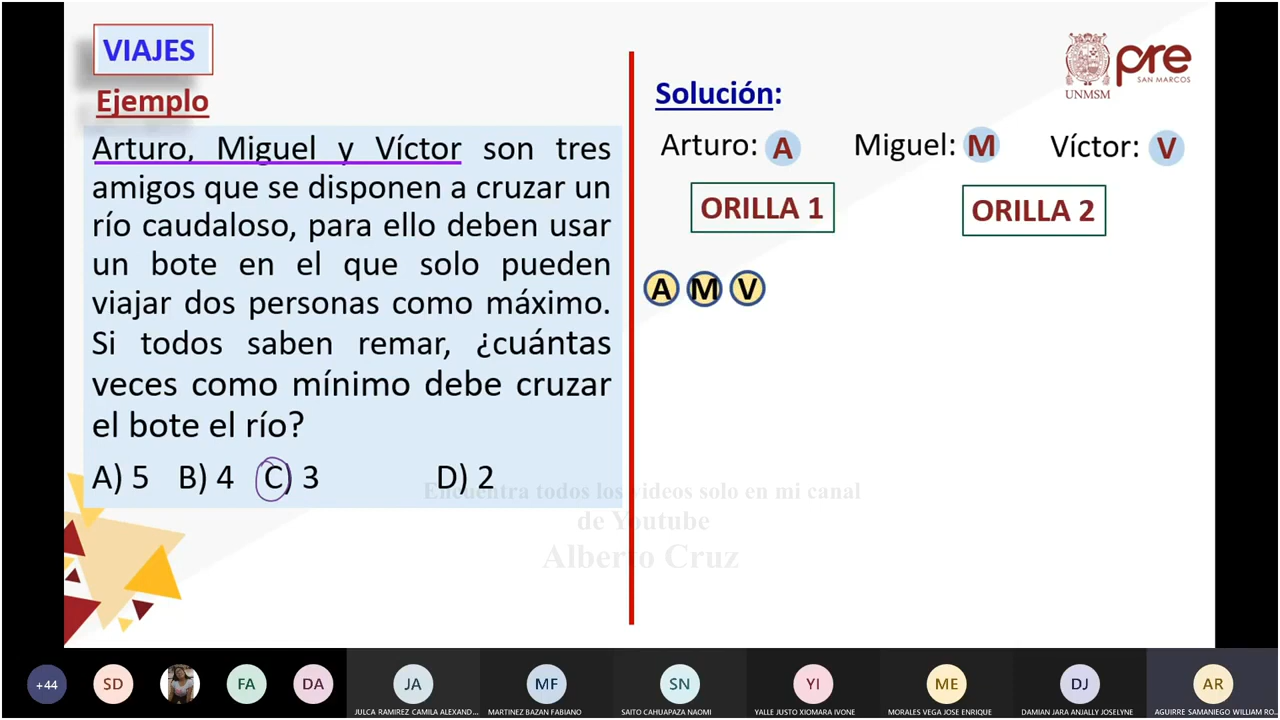 VIAJES
Ejemplo
Arturo, Miguel y Víctor son tres
amigos que se disponen a cruzar un
río caudaloso, para ello deben usar
un bote en el que solo pueden
viajar dos personas como máximo.
Si todos saben remar, ¿cuántas
veces como mínimo debe cruzar
el bote el río?
A) 5 B) 4 C) 3 D) 2
UNMSM
pre
SAN MARCOS
Solución:
Arturo: A Miguel: M Víctor: V
ORILLA 1 ORILLA 2
A M V
Encuentra todos los videos solo en mi canal
de Youtube
Alberto Cruz
+44 SD FA DA JA MF SN YI ME DJ AR
JULCA RAMIREZ CAMILA ALEXAND... MARTINEZ BAZAN FABIANO SAITO CAHUAPAZA NAOMI YALLE JUSTO XIOMARA IVONE MORALES VEGA JOSE ENRIQUE DAMIAN JARA ANJALLY JOSELYNE AGUIRRE SAMANIEGO WILLIAM RO...